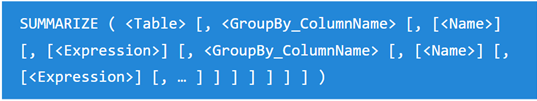 SUMMARIZE ( <Table> [, <GroupBy_ColumnName> [, [<Name>]
[, [<Expression>] [, <GroupBy_ColumnName> [, [<Name>] [,
[<Expression>] [, … ] ] ] ] ] ] ] )